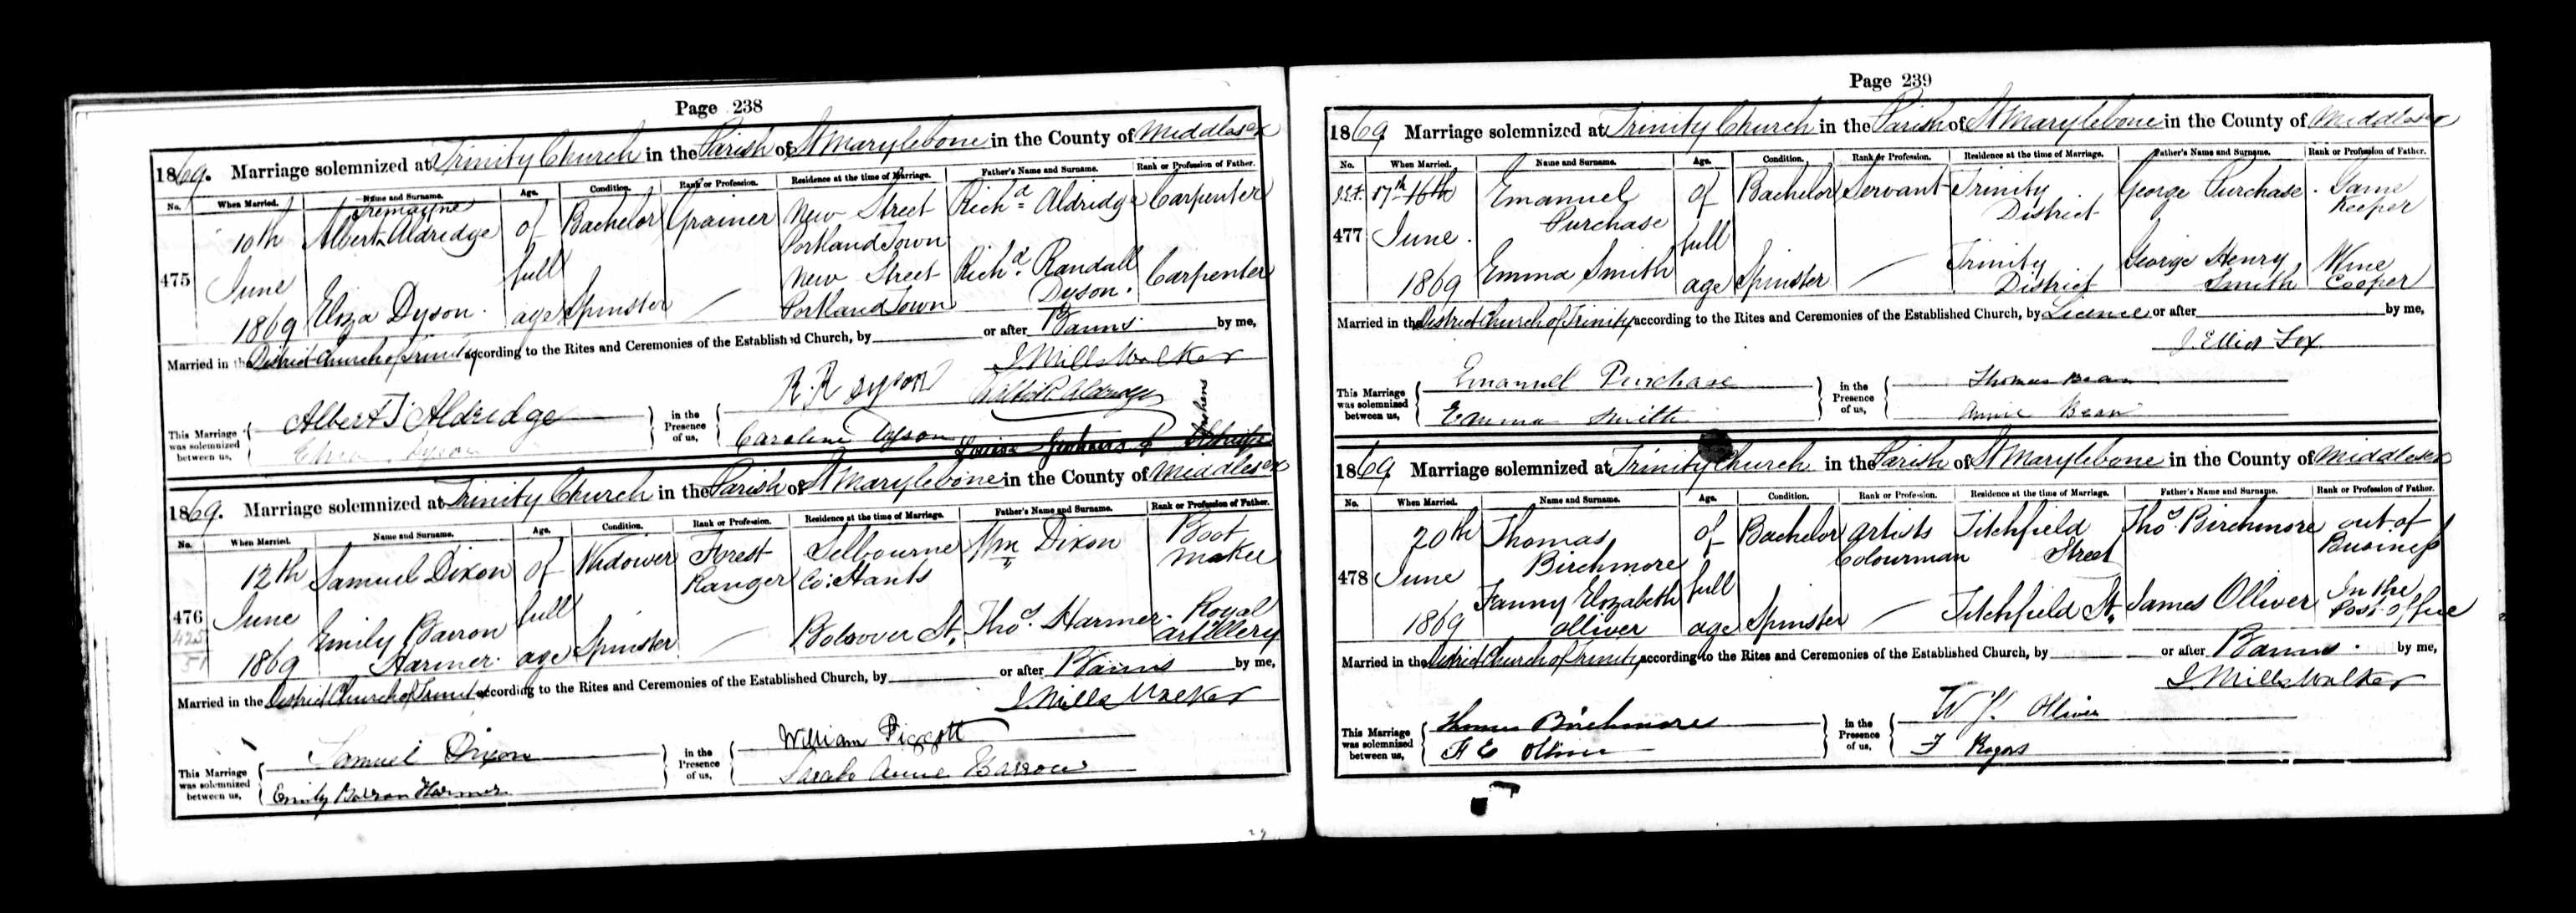 Page 238
1869. Marriage solemnized at Trinity Church in the Parish of St Marylebone in the County of Middlesex
No. When Married. Name and Surname. Age. Condition. Rank or Profession. Residence at the time of Marriage. Father's Name and Surname. Rank or Profession of Father.
475 10th June 1869
Albert Tremayne Aldridge of full age Bachelor Grainer New Street Portland Town Richd Aldridge Carpenter
Eliza Dyson. Spinster New Street Portland Town Richd. Randall Dyson. Carpenter
Married in the District Church of Trinity according to the Rites and Ceremonies of the Established Church, by or after Banns. by me,
J. Mills Walker
This Marriage was solemnized between us, Albert T Aldridge
Eliza Dyson
in the Presence of us, R. R Dyson
Caroline Dyson
1869. Marriage solemnized at Trinity Church in the Parish of St Marylebone in the County of Middlesex
No. When Married. Name and Surname. Age. Condition. Rank or Profession. Residence at the time of Marriage. Father's Name and Surname. Rank or Profession of Father.
476 12th June 1869
Samuel Dixon of full age Widower Forest Ranger Selbourne Co: Hants Wm Dixon Boot Maker
Emily Barron Harmer. Spinster Bolsover St. Thos Harmer. Royal Artillery
Married in the District Church of Trinity according to the Rites and Ceremonies of the Established Church, by or after Banns by me,
J. Mills Walker
This Marriage was solemnized between us, Samuel Dixon
Emily Barron Harmer
in the Presence of us, William Piggott
Sarah Anne Barrow
Page 239
1869. Marriage solemnized at Trinity Church in the Parish of St Marylebone in the County of Middlesex
No. When Married. Name and Surname. Age. Condition. Rank or Profession. Residence at the time of Marriage. Father's Name and Surname. Rank or Profession of Father.
477 17th 16th June. 1869
Emanuel Purchase of full age Bachelor Servant Trinity District George Purchase. Game Keeper
Emma Smith Spinster Trinity District George Henry Smith Wine Cooper
Married in the District Church of Trinity according to the Rites and Ceremonies of the Established Church, by Licence or after by me,
J. Elliot Fox
This Marriage was solemnized between us, Emanuel Purchase
Emma Smith
in the Presence of us, Thomas Bean
Annie Bean
1869. Marriage solemnized at Trinity Church in the Parish of St Marylebone in the County of Middlesex
No. When Married. Name and Surname. Age. Condition. Rank or Profession. Residence at the time of Marriage. Father's Name and Surname. Rank or Profession of Father.
478 20th June 1869
Thomas Birchmore of full age Bachelor Artists Colourman Titchfield Street Thos. Birchmore out of Business
Fanny Elizabeth Olliver Spinster Titchfield St. James Olliver In the Post-Office
Married in the District Church of Trinity according to the Rites and Ceremonies of the Established Church, by or after Banns. by me,
J. Mills Walker
This Marriage was solemnized between us, Thomas Birchmore
F E Olliver
in the Presence of us, Olliver
F Rogers